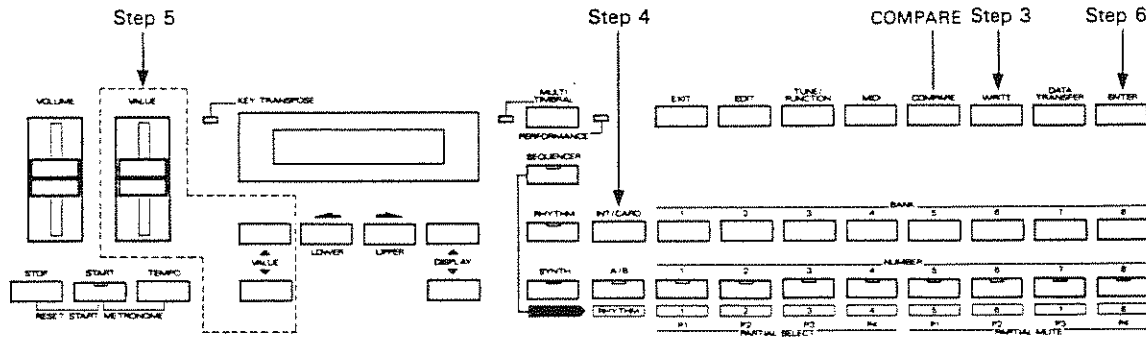 Step 5 Step 4 COMPARE Step 3 Step 6
VOLUME VALUE KEY TRANSPOSE MULTI TIMBRAL EXIT EDIT TUNE/FUNCTION MIDI COMPARE WRITE DATA TRANSFER ENTER
PERFORMANCE
SEQUENCER
BANK
RHYTHM INT/CARD 1 2 3 4 5 6 7 8
VALUE LOWER UPPER DISPLAY
NUMBER
STOP START TEMPO SYNTH A/B 1 2 3 4 5 6 7 8
RESET START METRONOME RHYTHM 1 2 3 4 5 6 7 8
P1 P2 P3 P4 P1 P2 P3 P4
PARTIAL SELECT PARTIAL MUTE